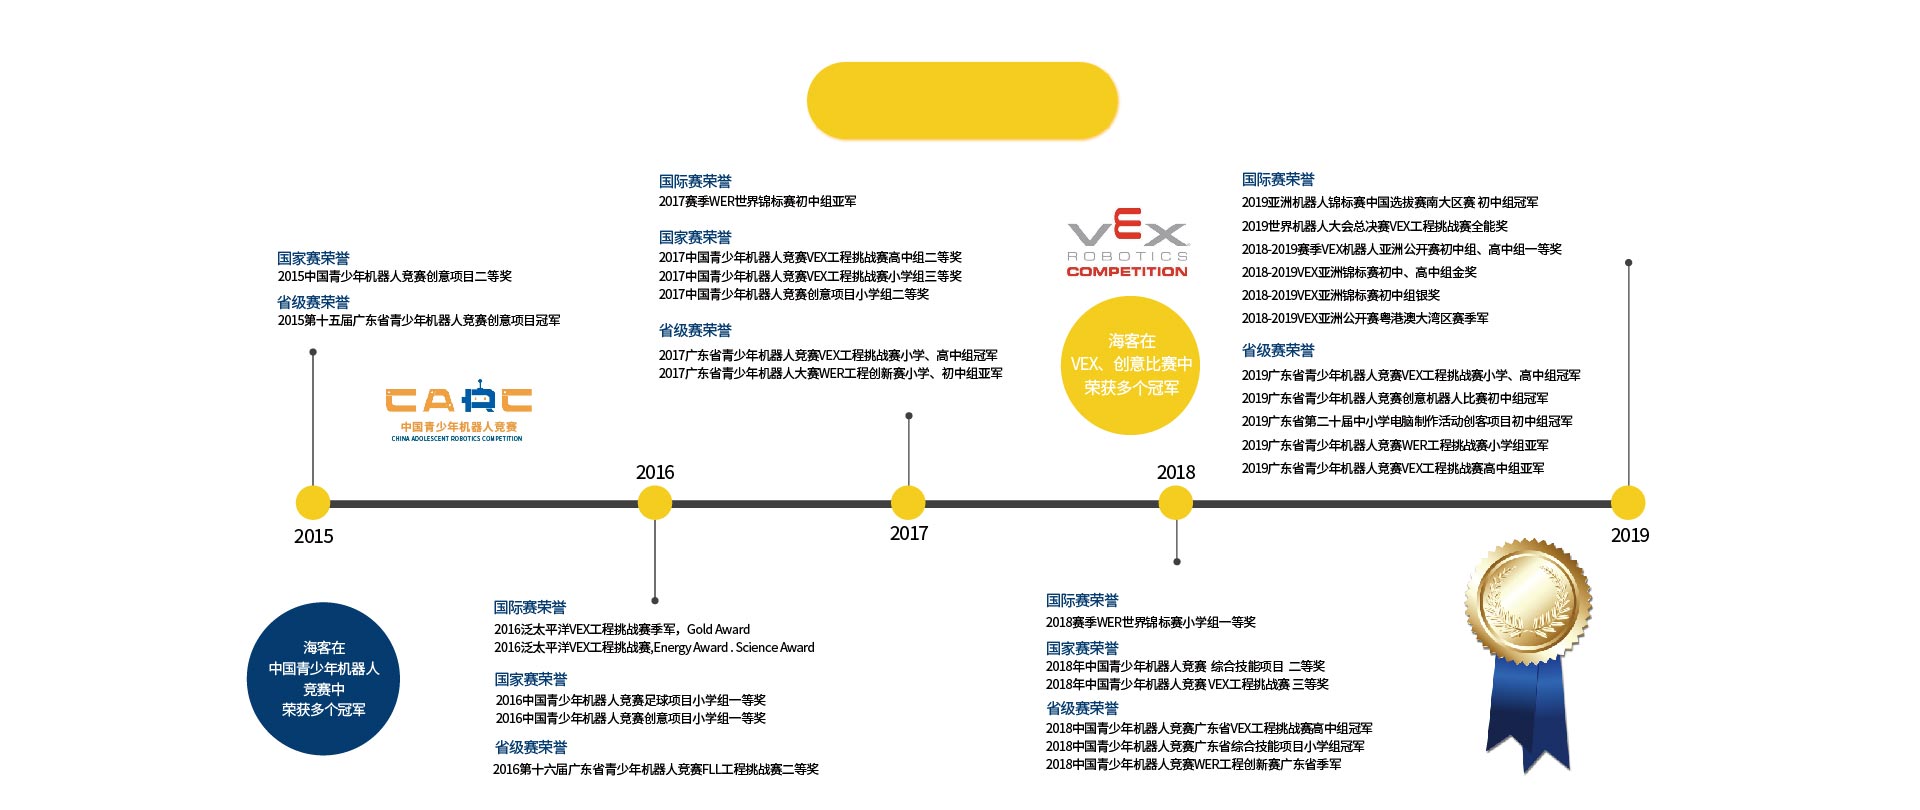 国家赛荣誉
2015中国青少年机器人竞赛创意项目二等奖
省级赛荣誉
2015第十五届广东省青少年机器人竞赛创意项目冠军
CARC
中国青少年机器人竞赛
CHINA ADOLESCENT ROBOTICS COMPETITION
2015
海客在
中国青少年机器人
竞赛中
荣获多个冠军
2016
国际赛荣誉
2016泛太平洋VEX工程挑战赛季军，Gold Award
2016泛太平洋VEX工程挑战赛,Energy Award . Science Award
国家赛荣誉
2016中国青少年机器人竞赛足球项目小学组一等奖
2016中国青少年机器人竞赛创意项目小学组一等奖
省级赛荣誉
2016第十六届广东省青少年机器人竞赛FLL工程挑战赛二等奖
国际赛荣誉
2017赛季WER世界锦标赛初中组亚军
国家赛荣誉
2017中国青少年机器人竞赛VEX工程挑战赛高中组二等奖
2017中国青少年机器人竞赛VEX工程挑战赛小学组三等奖
2017中国青少年机器人竞赛创意项目小学组二等奖
省级赛荣誉
2017广东省青少年机器人竞赛VEX工程挑战赛小学、高中组冠军
2017广东省青少年机器人大赛WER工程创新赛小学、初中组亚军
2017
VEX
ROBOTICS
COMPETITION
海客在
VEX、创意比赛中
荣获多个冠军
2018
国际赛荣誉
2018赛季WER世界锦标赛小学组一等奖
国家赛荣誉
2018年中国青少年机器人竞赛 综合技能项目 二等奖
2018年中国青少年机器人竞赛 VEX工程挑战赛 三等奖
省级赛荣誉
2018中国青少年机器人竞赛广东省VEX工程挑战赛高中组冠军
2018中国青少年机器人竞赛广东省综合技能项目小学组冠军
2018中国青少年机器人竞赛WER工程创新赛广东省季军
国际赛荣誉
2019亚洲机器人锦标赛中国选拔赛南大区赛 初中组冠军
2019世界机器人大会总决赛VEX工程挑战赛全能奖
2018-2019赛季VEX机器人亚洲公开赛初中组、高中组一等奖
2018-2019VEX亚洲锦标赛初中、高中组金奖
2018-2019VEX亚洲锦标赛初中组银奖
2018-2019VEX亚洲公开赛粤港澳大湾区赛季军
省级赛荣誉
2019广东省青少年机器人竞赛VEX工程挑战赛小学、高中组冠军
2019广东省青少年机器人竞赛创意机器人比赛初中组冠军
2019广东省第二十届中小学电脑制作活动创客项目初中组冠军
2019广东省青少年机器人竞赛WER工程挑战赛小学组亚军
2019广东省青少年机器人竞赛VEX工程挑战赛高中组亚军
2019